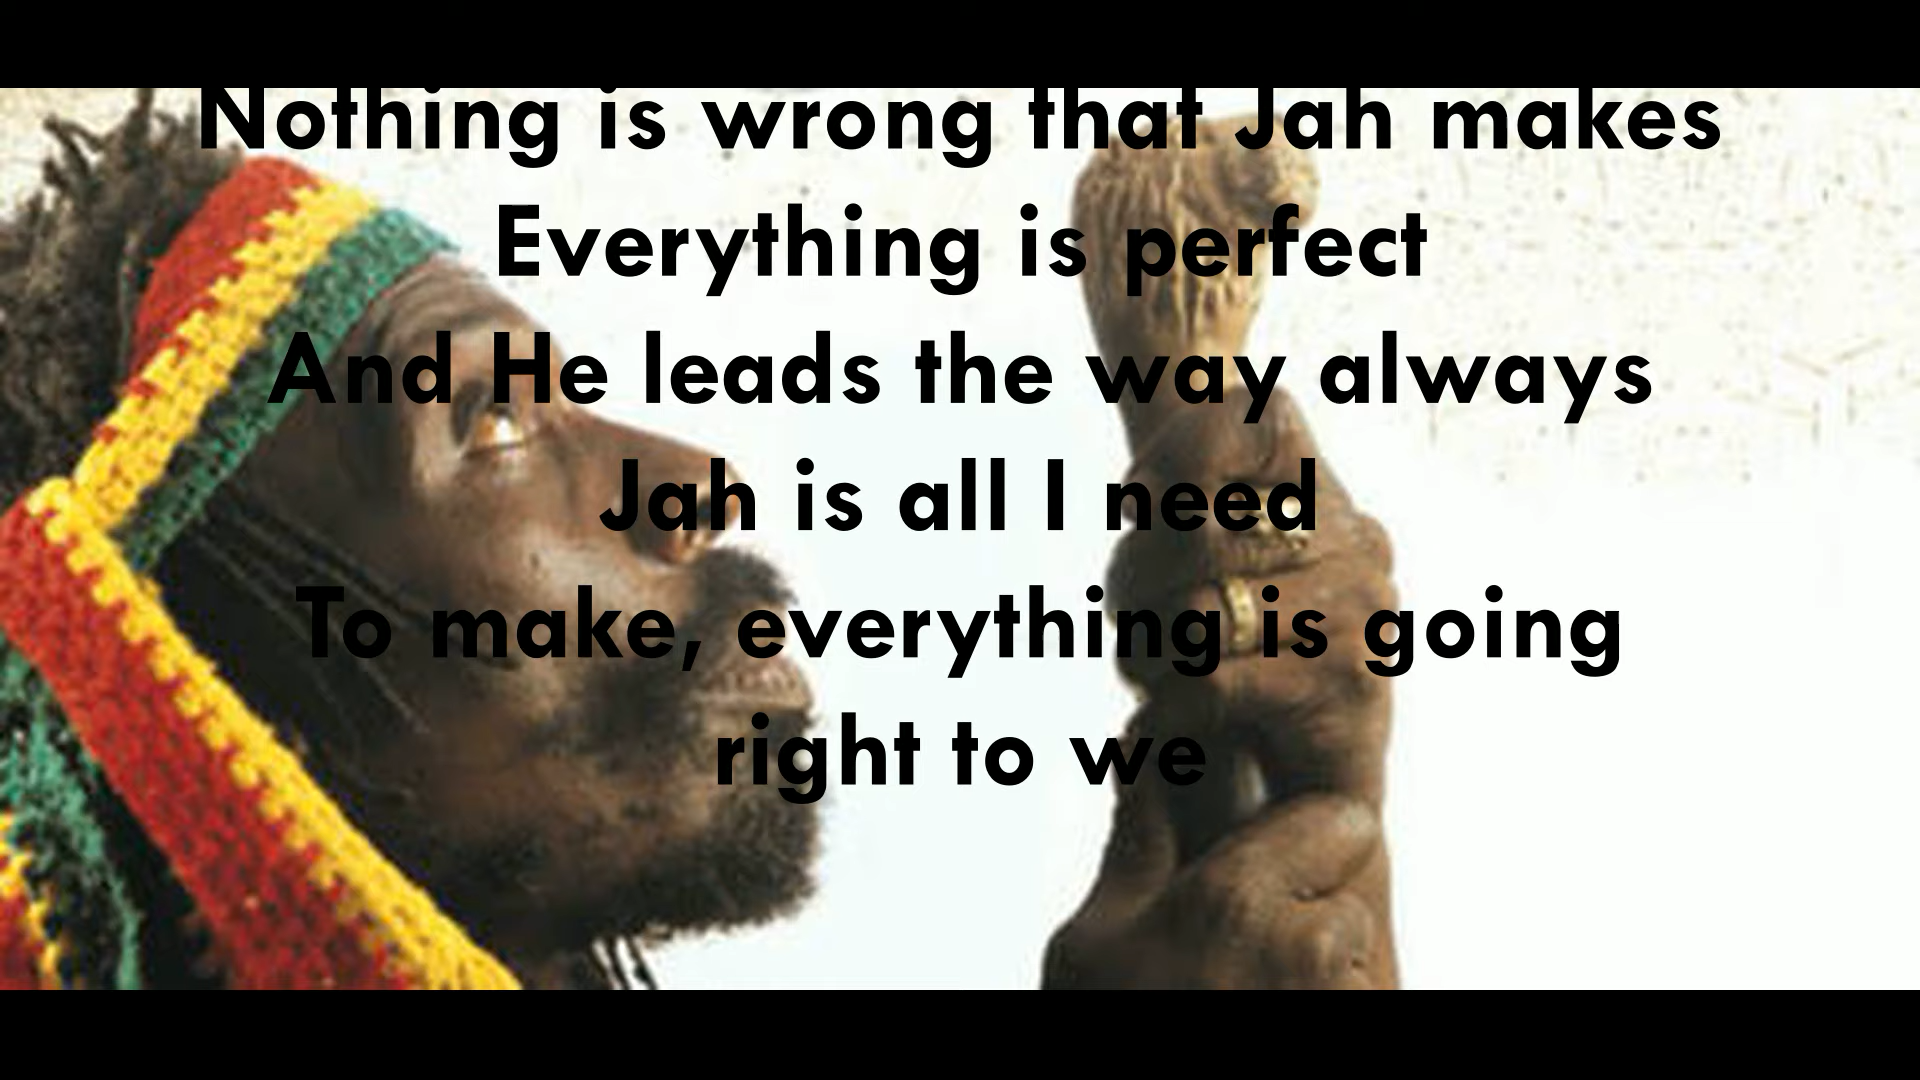 Nothing is wrong that Jah makes
Everything is perfect
And He leads the way always
Jah is all I need
To make, everything is going
right to we